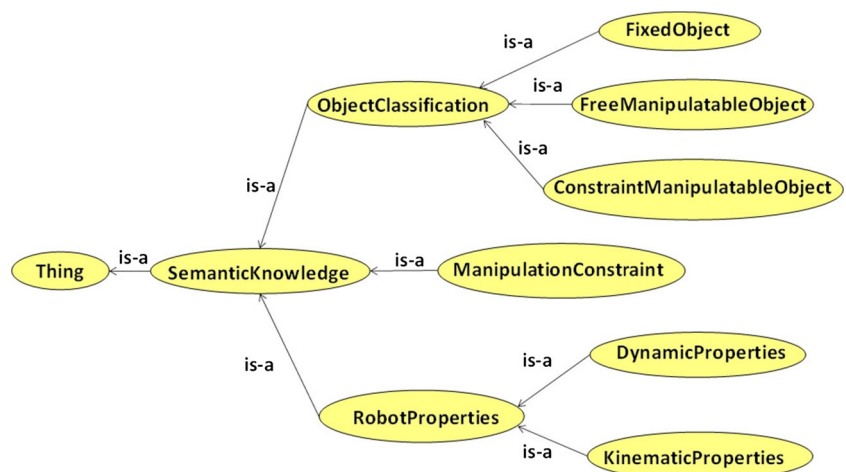 FixedObject
is-a
ObjectClassification
is-a
FreeManipulatableObject
is-a
ConstraintManipulatableObject
is-a
Thing
is-a
SemanticKnowledge
is-a
ManipulationConstraint
is-a
RobotProperties
is-a
DynamicProperties
is-a
KinematicProperties